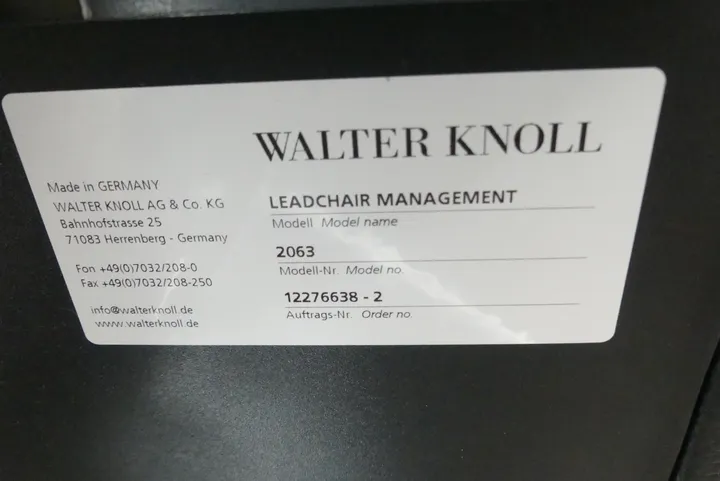 WALTER KNOLL
Made in GERMANY
WALTER KNOLL AG & Co. KG
Bahnhofstrasse 25
71083 Herrenberg - Germany
Fon +49(0)7032/208-0
Fax +49(0)7032/208-250
info@walterknoll.de
www.walterknoll.de
LEADCHAIR MANAGEMENT
Modell Model name
2063
Modell-Nr. Model no.
12276638 - 2
Auftrags-Nr. Order no.